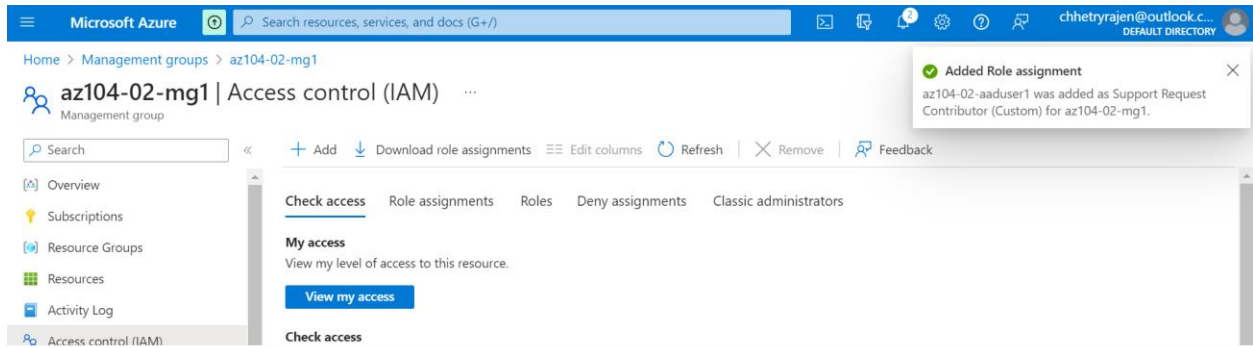 Microsoft Azure
Search resources, services, and docs (G+/)
2
chhetryrajen@outlook.c...
DEFAULT DIRECTORY
Home > Management groups > az104-02-mg1
az104-02-mg1 | Access control (IAM) ...
Management group
Added Role assignment
az104-02-aaduser1 was added as Support Request
Contributor (Custom) for az104-02-mg1.
Search
+ Add Download role assignments Edit columns Refresh | Remove | Feedback
Overview
Subscriptions
Resource Groups
Resources
Activity Log
Access control (IAM)
Check access Role assignments Roles Deny assignments Classic administrators
My access
View my level of access to this resource.
View my access
Check access